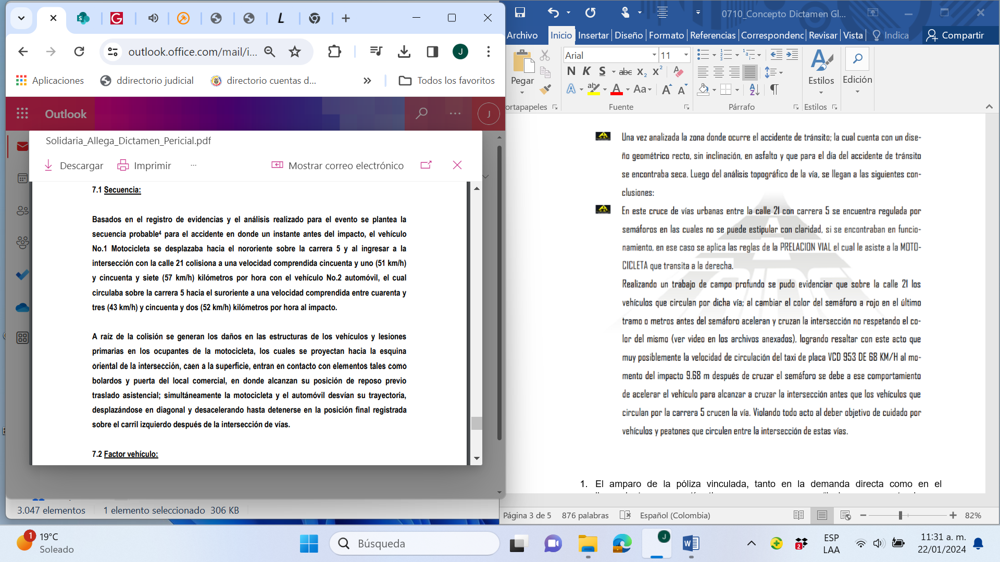 outlook.office.com/mail/i...
Aplicaciones
ddirectorio judicial
directorio cuentas d...
Todos los favoritos
Outlook
J
Solidaria_Allega_Dictamen_Pericial.pdf
Descargar
Imprimir
Mostrar correo electrónico
7.1 Secuencia:
Basados en el registro de evidencias y el análisis realizado para el evento se plantea la
secuencia probable⁴ para el accidente en donde un instante antes del impacto, el vehículo
No.1 Motocicleta se desplazaba hacia el nororiente sobre la carrera 5 y al ingresar a la
intersección con la calle 21 colisiona a una velocidad comprendida cincuenta y uno (51 km/h)
y cincuenta y siete (57 km/h) kilómetros por hora con el vehículo No.2 automóvil, el cual
circulaba sobre la carrera 5 hacia el suroriente a una velocidad comprendida entre cuarenta y
tres (43 km/h) y cincuenta y dos (52 km/h) kilómetros por hora al impacto.
A raíz de la colisión se generan los daños en las estructuras de los vehículos y lesiones
primarias en los ocupantes de la motocicleta, los cuales se proyectan hacia la esquina
oriental de la intersección, caen a la superficie, entran en contacto con elementos tales como
bolardos y puerta del local comercial, en donde alcanzan su posición de reposo previo
traslado asistencial; simultáneamente la motocicleta y el automóvil desvían su trayectoria,
desplazándose en diagonal y desacelerando hasta detenerse en la posición final registrada
sobre el carril izquierdo después de la intersección de vías.
7.2 Factor vehículo:
3.047 elementos
1 elemento seleccionado 306 KB
0710_Concepto Dictamen Gl...
Archivo
Inicio
Insertar
Diseño
Formato
Referencias
Correspondenc
Revisar
Vista
Indica
Compartir
Pegar
Arial
11
N K S abc X₂ X²
Aa
Estilos
Edición
ortapapeles
Fuente
Párrafo
Estilos
Una vez analizada la zona donde ocurre el accidente de tránsito; la cual cuenta con un dise-
ño geométrico recto, sin inclinación, en asfalto y que para el día del accidente de tránsito
se encontraba seca. Luego del análisis topográfico de la vía, se llegan a las siguientes con-
clusiones:
En este cruce de vías urbanas entre la calle 21 con carrera 5 se encuentra regulada por
semáforos en las cuales no se puede estipular con claridad, si se encontraban en funcio-
namiento, en ese caso se aplica las reglas de la PRELACION VIAL el cual le asiste a la MOTO-
CICLETA que transita a la derecha.
Realizando un trabajo de campo profundo se pudo evidenciar que sobre la calle 21 los
vehículos que circulan por dicha vía; al cambiar el color del semáforo a rojo en el último
tramo o metros antes del semáforo aceleran y cruzan la intersección no respetando el co-
lor del mismo (ver video en los archivos anexados), logrando resaltar con este acto que
muy posiblemente la velocidad de circulación del taxi de placa VCD 953 DE 68 KM/H al mo-
mento del impacto 9.68 m después de cruzar el semáforo se debe a ese comportamiento
de acelerar el vehículo para alcanzar a cruzar la intersección antes que los vehículos que
circulan por la carrera 5 crucen la vía. Violando todo acto al deber objetivo de cuidado por
vehículos y peatones que circulen entre la intersección de estas vías.
1. El amparo de la póliza vinculada, tanto en la demanda directa como en el
Página 3 de 5
876 palabras
Español (Colombia)
82%
1
19°C
Soleado
Búsqueda
J
2
ESP
LAA
11:31 a. m.
22/01/2024